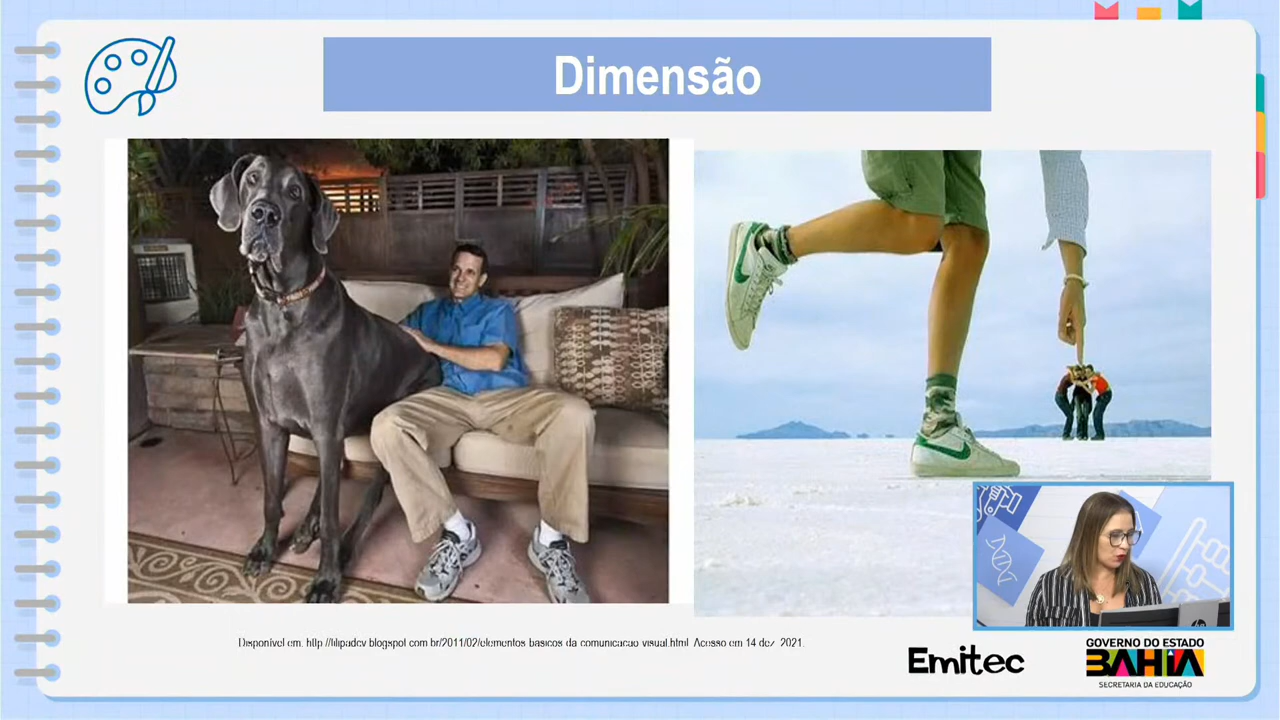 Dimensão
Disponível em. http //filipadev blogspot com br/2011/02/elementos basicos da comunicacao visual.html Acesso em 14 dez 2021.
Emitec
GOVERNO DO ESTADO
BAHIA
SECRETARIA DA EDUCAÇÃO